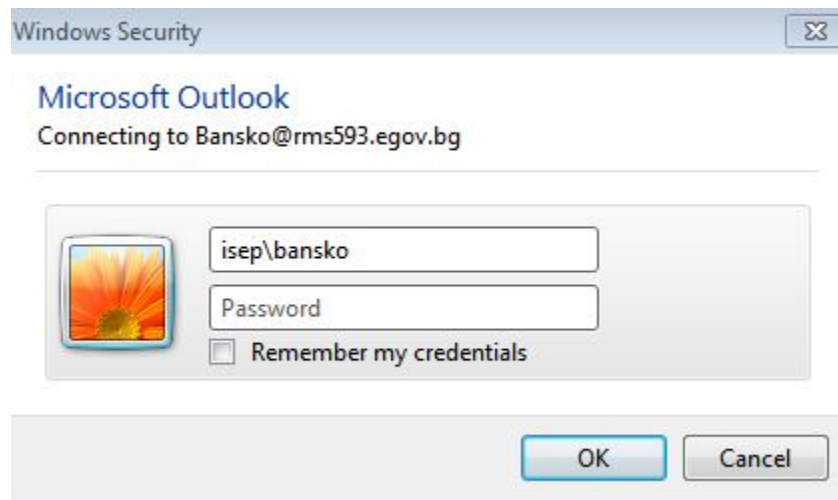 Windows Security
Microsoft Outlook
Connecting to Bansko@rms593.egov.bg
isep\bansko
Password
Remember my credentials
OK
Cancel